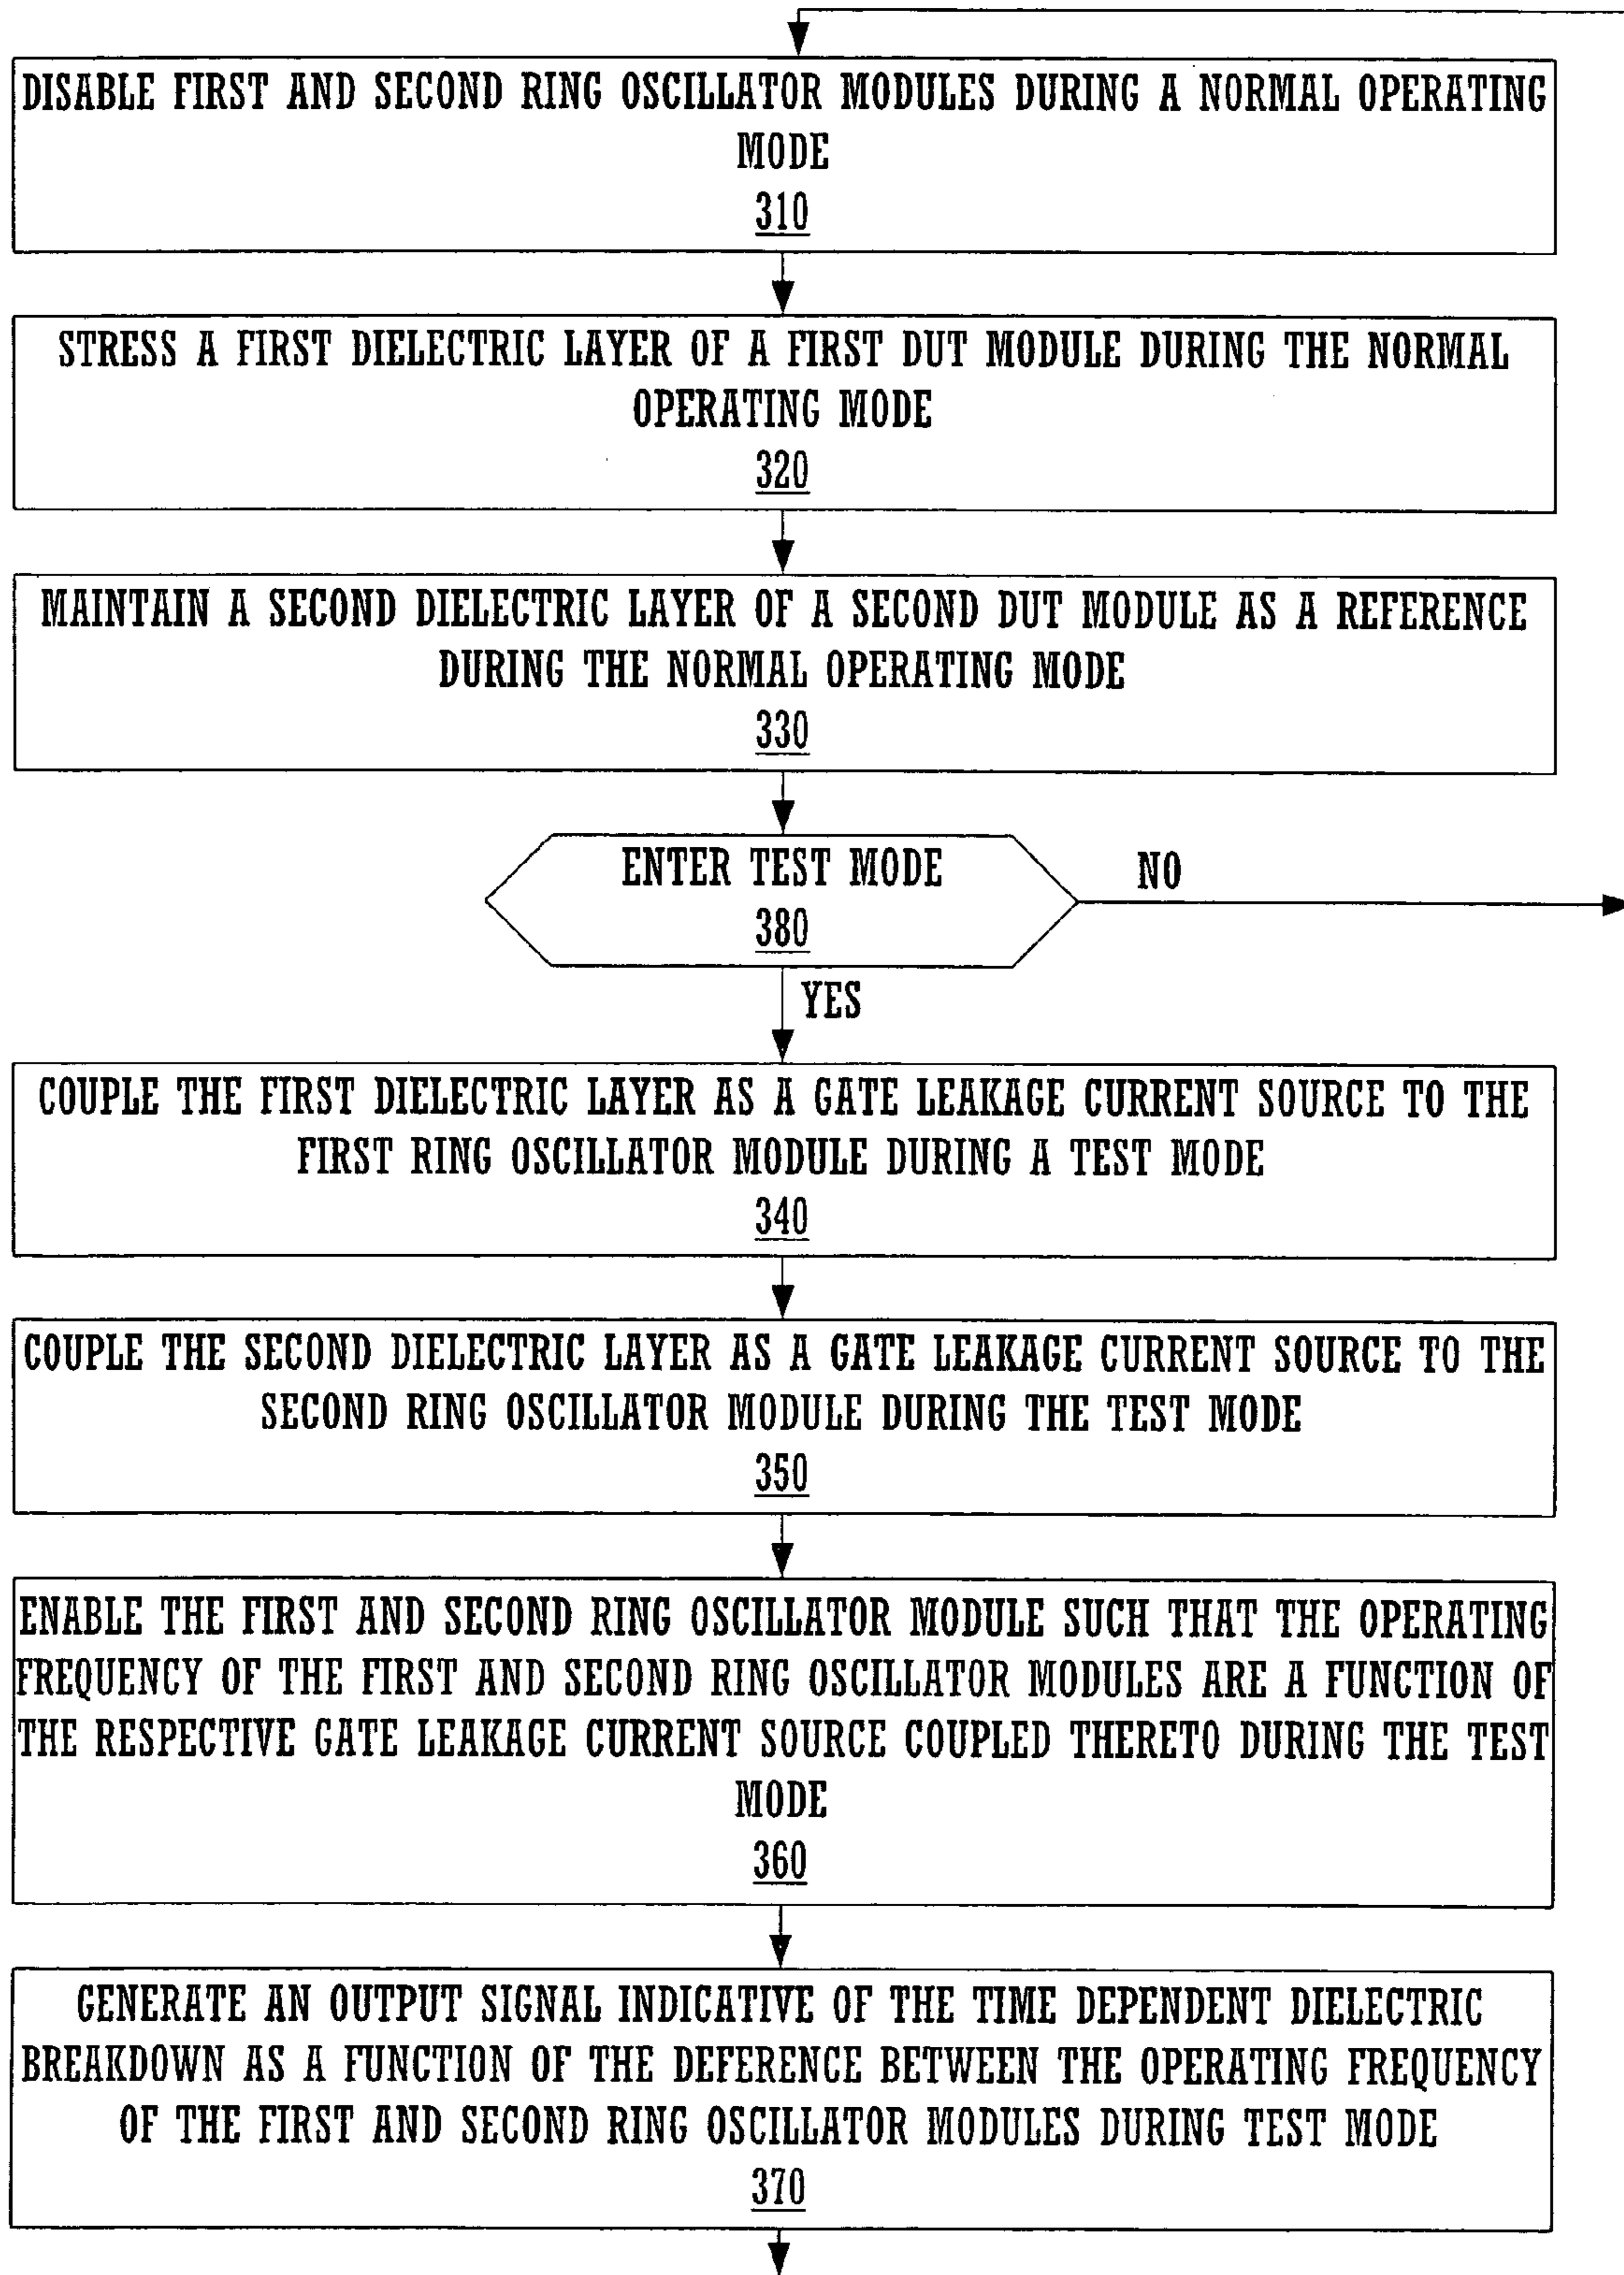 DISABLE FIRST AND SECOND RING OSCILLATOR MODULES DURING A NORMAL OPERATING
MODE
310
STRESS A FIRST DIELECTRIC LAYER OF A FIRST DUT MODULE DURING THE NORMAL
OPERATING MODE
320
MAINTAIN A SECOND DIELECTRIC LAYER OF A SECOND DUT MODULE AS A REFERENCE
DURING THE NORMAL OPERATING MODE
330
ENTER TEST MODE
380
NO
YES
COUPLE THE FIRST DIELECTRIC LAYER AS A GATE LEAKAGE CURRENT SOURCE TO THE
FIRST RING OSCILLATOR MODULE DURING A TEST MODE
340
COUPLE THE SECOND DIELECTRIC LAYER AS A GATE LEAKAGE CURRENT SOURCE TO THE
SECOND RING OSCILLATOR MODULE DURING THE TEST MODE
350
ENABLE THE FIRST AND SECOND RING OSCILLATOR MODULE SUCH THAT THE OPERATING
FREQUENCY OF THE FIRST AND SECOND RING OSCILLATOR MODULES ARE A FUNCTION OF
THE RESPECTIVE GATE LEAKAGE CURRENT SOURCE COUPLED THERETO DURING THE TEST
MODE
360
GENERATE AN OUTPUT SIGNAL INDICATIVE OF THE TIME DEPENDENT DIELECTRIC
BREAKDOWN AS A FUNCTION OF THE DEFERENCE BETWEEN THE OPERATING FREQUENCY
OF THE FIRST AND SECOND RING OSCILLATOR MODULES DURING TEST MODE
370